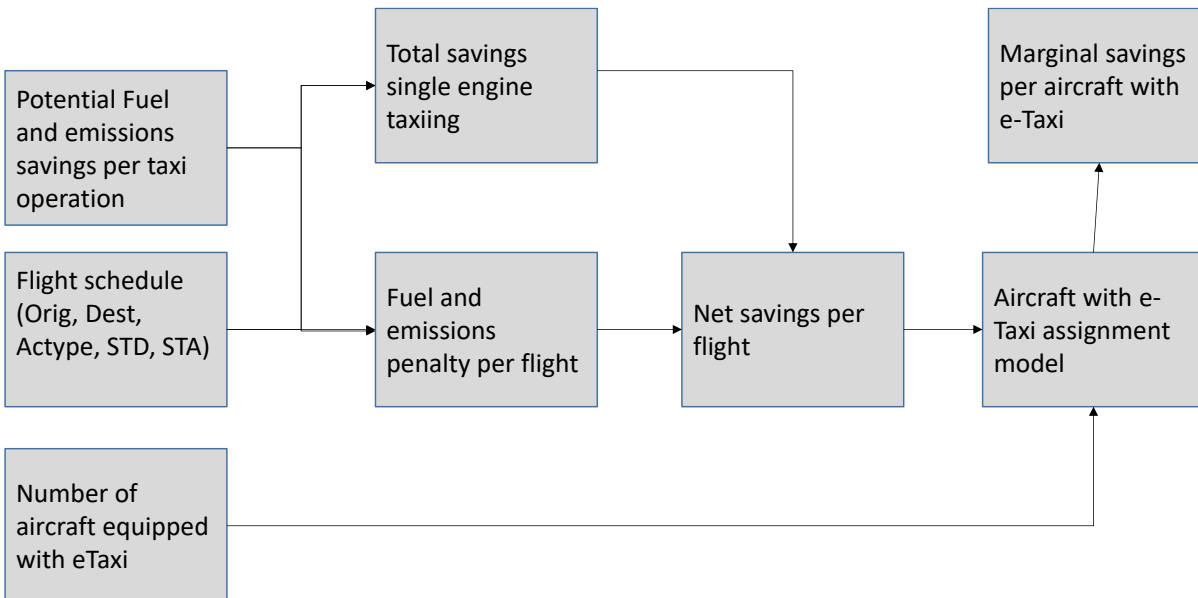 Potential Fuel
and emissions
savings per taxi
operation
Total savings
single engine
taxiing
Marginal savings
per aircraft with
e-Taxi
Flight schedule
(Orig, Dest,
Actype, STD, STA)
Fuel and
emissions
penalty per flight
Net savings per
flight
Aircraft with e-
Taxi assignment
model
Number of
aircraft equipped
with eTaxi